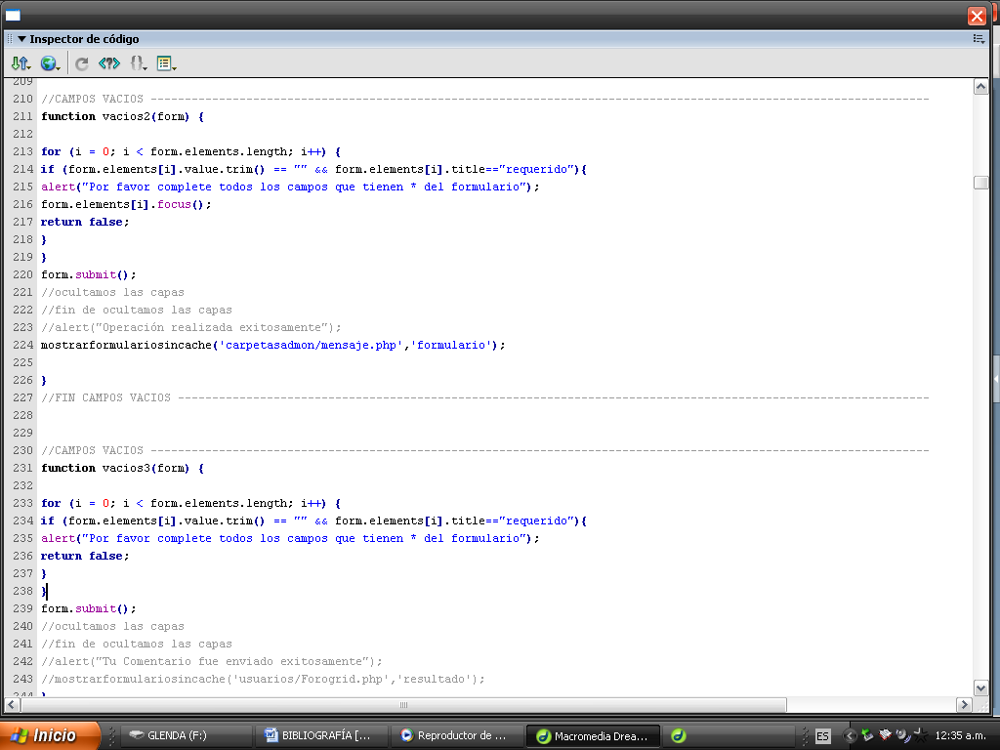 Inspector de código
209
210 //CAMPOS VACIOS ------------------------------------------------------------------------------------------------------------------
211 function vacios2(form) {
212
213 for (i = 0; i < form.elements.length; i++) {
214 if (form.elements[i].value.trim() == "" && form.elements[i].title=="requerido"){
215 alert("Por favor complete todos los campos que tienen * del formulario");
216 form.elements[i].focus();
217 return false;
218 }
219 }
220 form.submit();
221 //ocultamos las capas
222 //fin de ocultamos las capas
223 //alert("Operación realizada exitosamente");
224 mostrarformulariosincache('carpetasadmon/mensaje.php','formulario');
225
226 }
227 //FIN CAMPOS VACIOS --------------------------------------------------------------------------------------------------------------
228
229
230 //CAMPOS VACIOS ------------------------------------------------------------------------------------------------------------------
231 function vacios3(form) {
232
233 for (i = 0; i < form.elements.length; i++) {
234 if (form.elements[i].value.trim() == "" && form.elements[i].title=="requerido"){
235 alert("Por favor complete todos los campos que tienen * del formulario");
236 return false;
237 }
238 }
239 form.submit();
240 //ocultamos las capas
241 //fin de ocultamos las capas
242 //alert("Tu Comentario fue enviado exitosamente");
243 //mostrarformulariosincache('usuarios/Forogrid.php','resultado');
244 }
Inicio GLENDA (F:) BIBLIOGRAFÍA [... Reproductor de ... Macromedia Drea... ES 12:35 a.m.